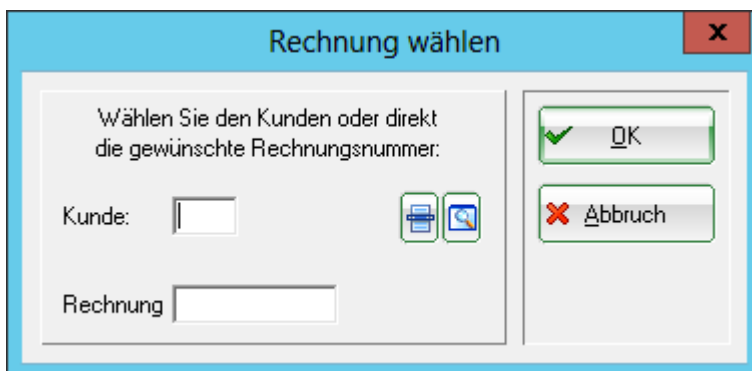 Rechnung wählen
x
Wählen Sie den Kunden oder direkt
die gewünschte Rechnungsnummer:
Kunde:
Rechnung
OK
Abbruch